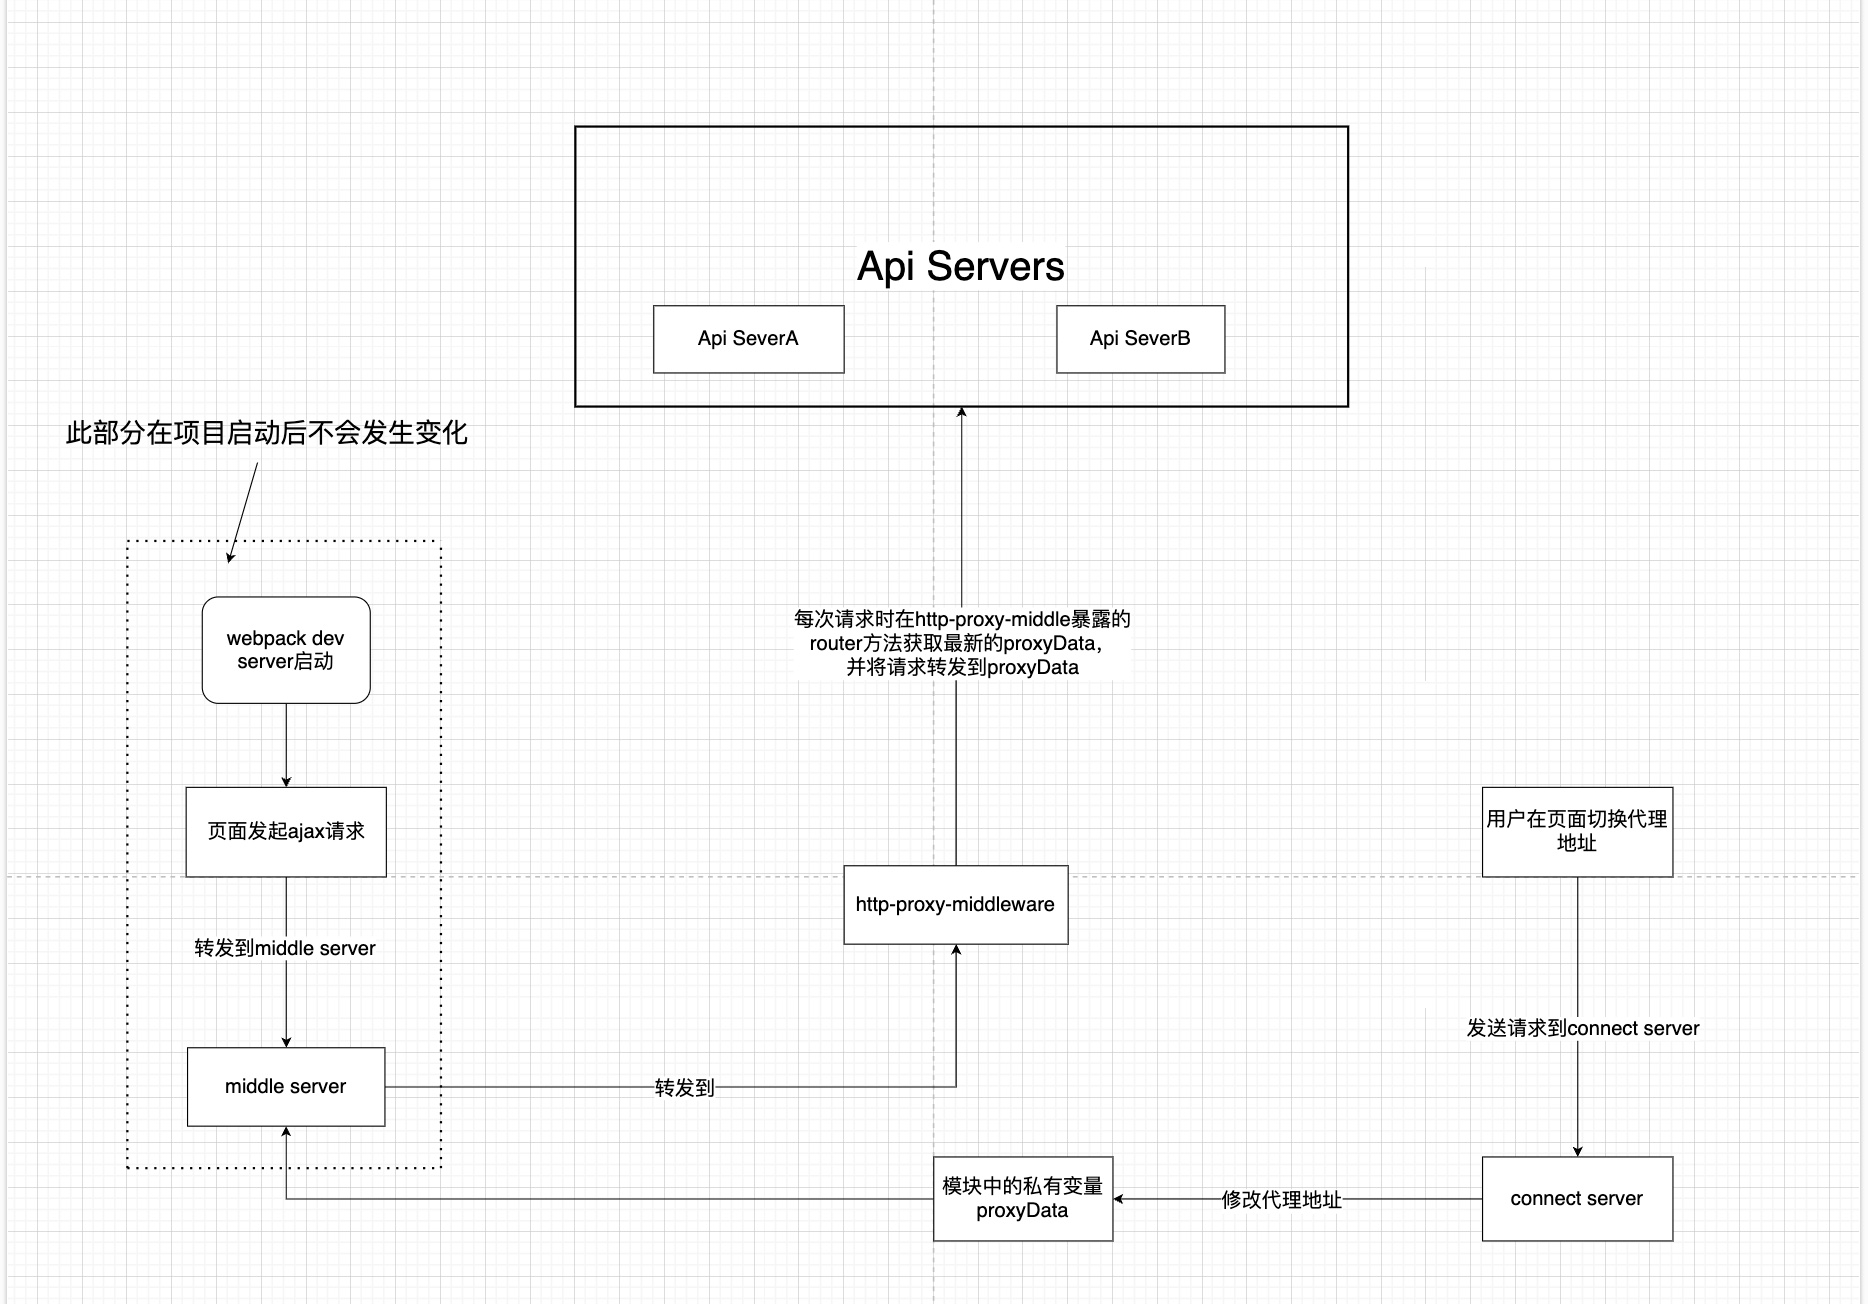 Api Servers
Api SeverA
Api SeverB
此部分在项目启动后不会发生变化
webpack dev
server启动
每次请求时在http-proxy-middle暴露的
router方法获取最新的proxyData，
并将请求转发到proxyData
页面发起ajax请求
用户在页面切换代理
地址
http-proxy-middleware
转发到middle server
发送请求到connect server
middle server
转发到
模块中的私有变量
proxyData
修改代理地址
connect server